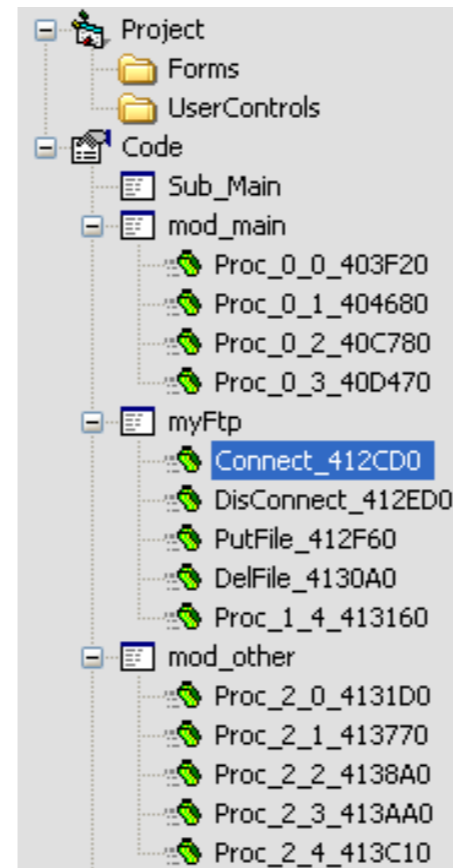 Project
Forms
UserControls
Code
Sub_Main
mod_main
Proc_0_0_403F20
Proc_0_1_404680
Proc_0_2_40C780
Proc_0_3_40D470
myFtp
Connect_412CD0
DisConnect_412ED0
PutFile_412F60
DelFile_4130A0
Proc_1_4_413160
mod_other
Proc_2_0_4131D0
Proc_2_1_413770
Proc_2_2_4138A0
Proc_2_3_413AA0
Proc_2_4_413C10